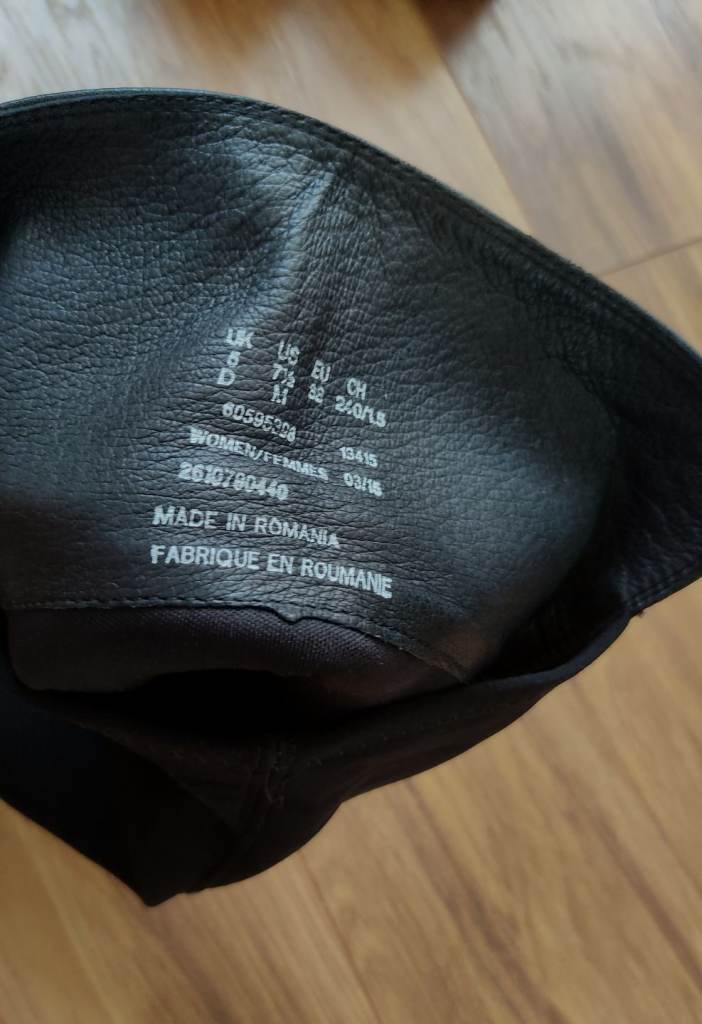 UK US EU CH
5 7½ 38 240/1.5
D M
60595398 13415
WOMEN/FEMMES 03/15
2610790440
MADE IN ROMANIA
FABRIQUE EN ROUMANIE